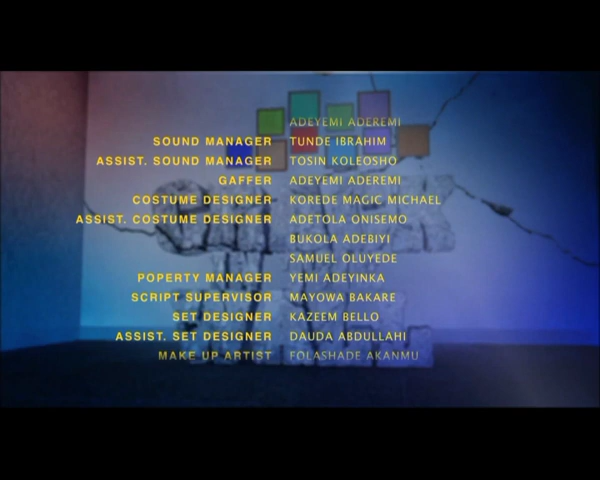 ADEYEMI ADEREMI
SOUND MANAGER TUNDE IBRAHIM
ASSIST. SOUND MANAGER TOSIN KOLEOSHO
GAFFER ADEYEMI ADEREMI
COSTUME DESIGNER KOREDE MAGIC MICHAEL
ASSIST. COSTUME DESIGNER ADETOLA ONISEMO
BUKOLA ADEBIYI
SAMUEL OLUYEDE
POPERTY MANAGER YEMI ADEYINKA
SCRIPT SUPERVISOR MAYOWA BAKARE
SET DESIGNER KAZEEM BELLO
ASSIST. SET DESIGNER DAUDA ABDULLAHI
MAKE UP ARTIST FOLASHADE AKANMU